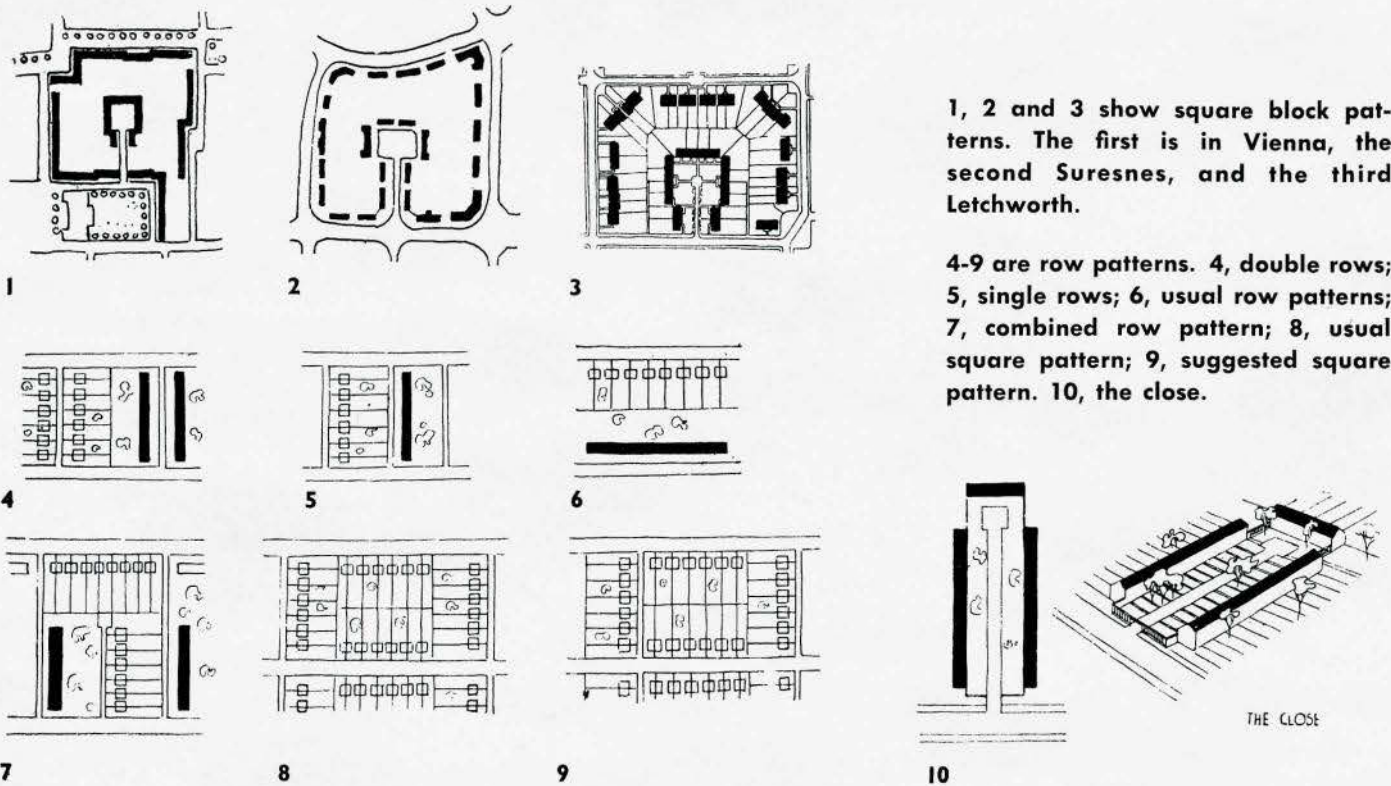 1, 2 and 3 show square block pat-
terns. The first is in Vienna, the
second Suresnes, and the third
Letchworth.
4-9 are row patterns. 4, double rows;
5, single rows; 6, usual row patterns;
7, combined row pattern; 8, usual
square pattern; 9, suggested square
pattern. 10, the close.
1
2
3
4
5
6
7
8
9
10
THE CLOSE